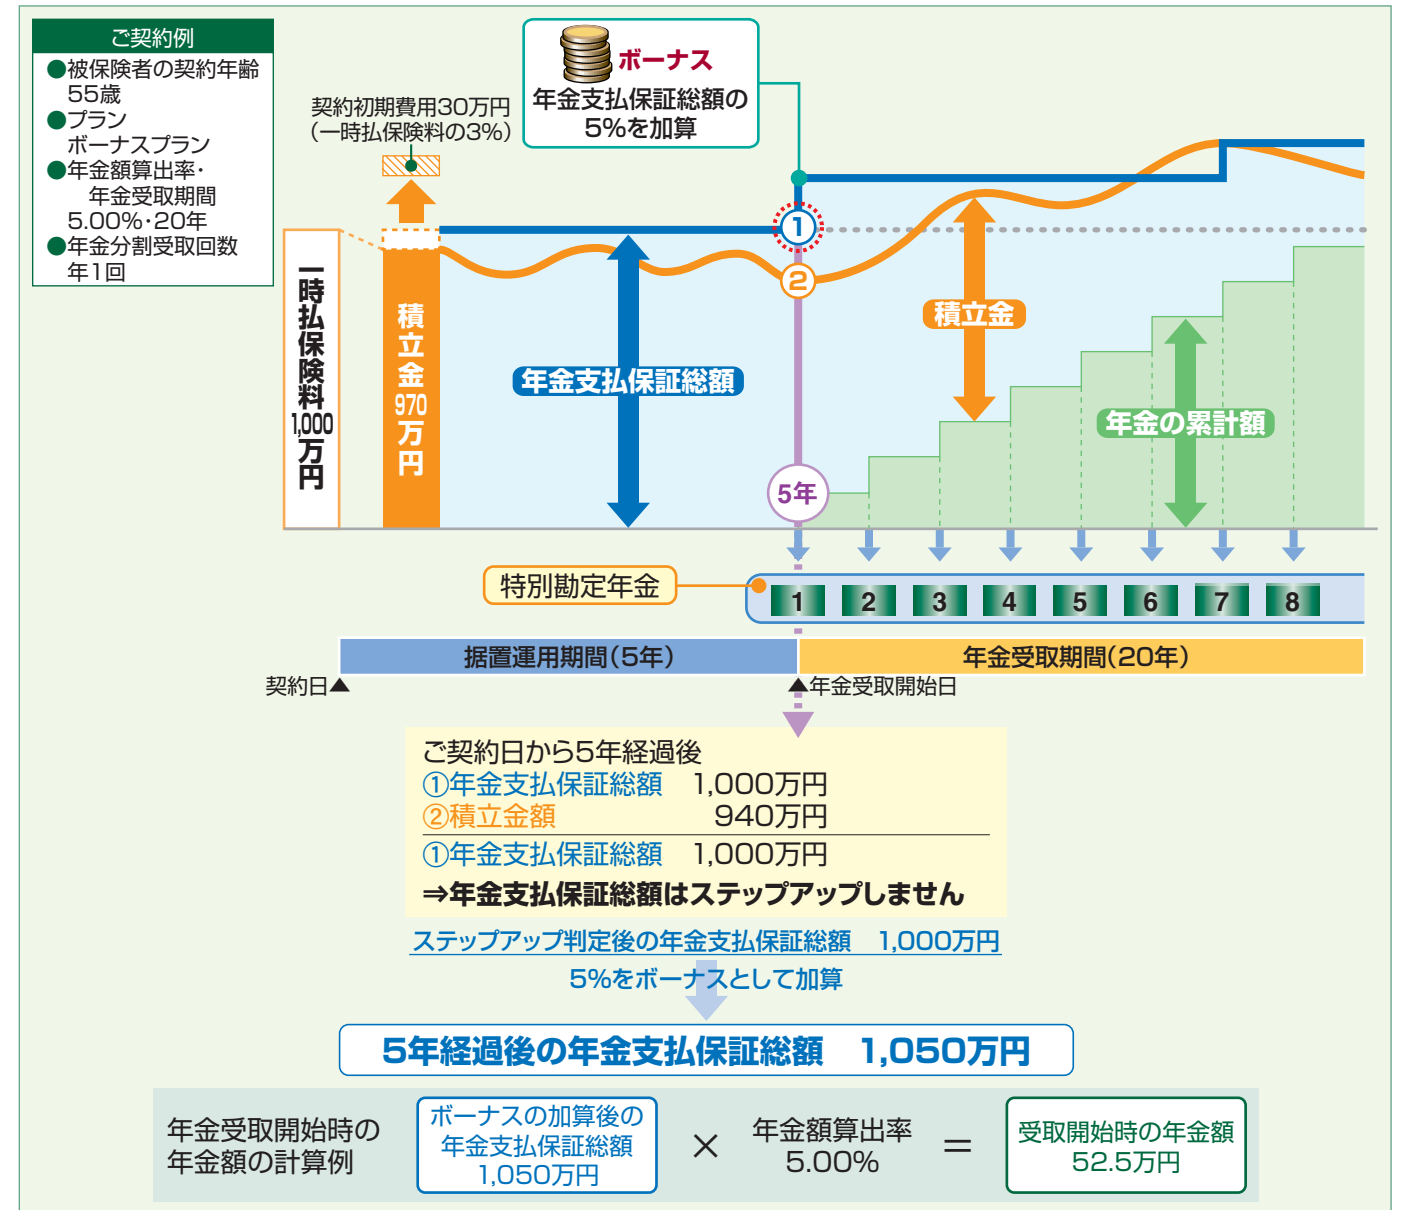 ご契約例
●被保険者の契約年齢
55歳
●プラン
ボーナスプラン
●年金額算出率・
年金受取期間
5.00%・20年
●年金分割受取回数
年1回
契約初期費用30万円
（一時払保険料の3%）
ボーナス
年金支払保証総額の
5%を加算
一時払保険料1,000万円
積立金970万円
年金支払保証総額
①
②
積立金
年金の累計額
5年
特別勘定年金
1 2 3 4 5 6 7 8
据置運用期間（5年）
年金受取期間（20年）
契約日▲
▲年金受取開始日
ご契約日から5年経過後
①年金支払保証総額 1,000万円
②積立金額 940万円
①年金支払保証総額 1,000万円
⇒年金支払保証総額はステップアップしません
ステップアップ判定後の年金支払保証総額 1,000万円
5%をボーナスとして加算
5年経過後の年金支払保証総額 1,050万円
年金受取開始時の
年金額の計算例
ボーナスの加算後の
年金支払保証総額
1,050万円
×
年金額算出率
5.00%
＝
受取開始時の年金額
52.5万円